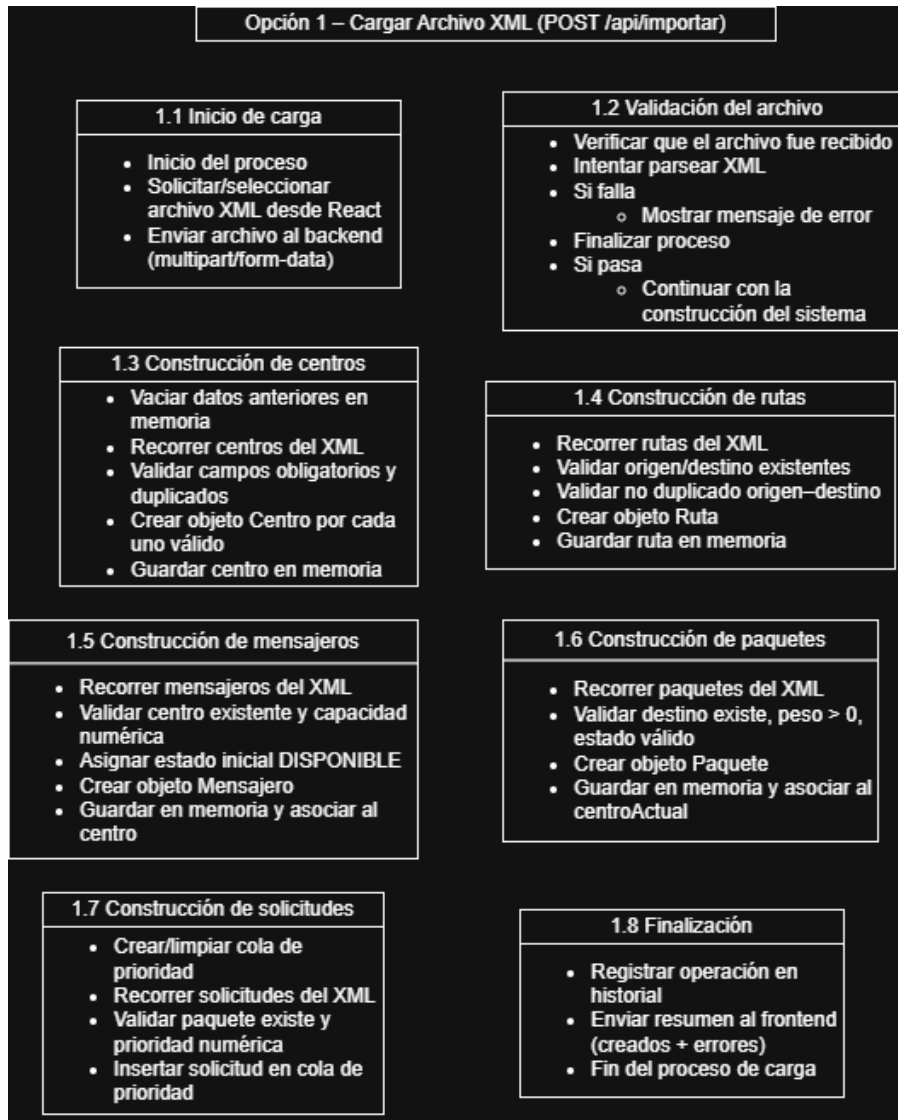 Opción 1 – Cargar Archivo XML (POST /api/importar)
1.1 Inicio de carga
• Inicio del proceso
• Solicitar/seleccionar
archivo XML desde React
• Enviar archivo al backend
(multipart/form-data)
1.2 Validación del archivo
• Verificar que el archivo fue recibido
• Intentar parsear XML
• Si falla
○ Mostrar mensaje de error
• Finalizar proceso
• Si pasa
○ Continuar con la
construcción del sistema
1.3 Construcción de centros
• Vaciar datos anteriores en
memoria
• Recorrer centros del XML
• Validar campos obligatorios y
duplicados
• Crear objeto Centro por cada
uno válido
• Guardar centro en memoria
1.4 Construcción de rutas
• Recorrer rutas del XML
• Validar origen/destino existentes
• Validar no duplicado origen–destino
• Crear objeto Ruta
• Guardar ruta en memoria
1.5 Construcción de mensajeros
• Recorrer mensajeros del XML
• Validar centro existente y capacidad
numérica
• Asignar estado inicial DISPONIBLE
• Crear objeto Mensajero
• Guardar en memoria y asociar al
centro
1.6 Construcción de paquetes
• Recorrer paquetes del XML
• Validar destino existe, peso > 0,
estado válido
• Crear objeto Paquete
• Guardar en memoria y asociar al
centroActual
1.7 Construcción de solicitudes
• Crear/limpiar cola de
prioridad
• Recorrer solicitudes del XML
• Validar paquete existe y
prioridad numérica
• Insertar solicitud en cola de
prioridad
1.8 Finalización
• Registrar operación en
historial
• Enviar resumen al frontend
(creados + errores)
• Fin del proceso de carga